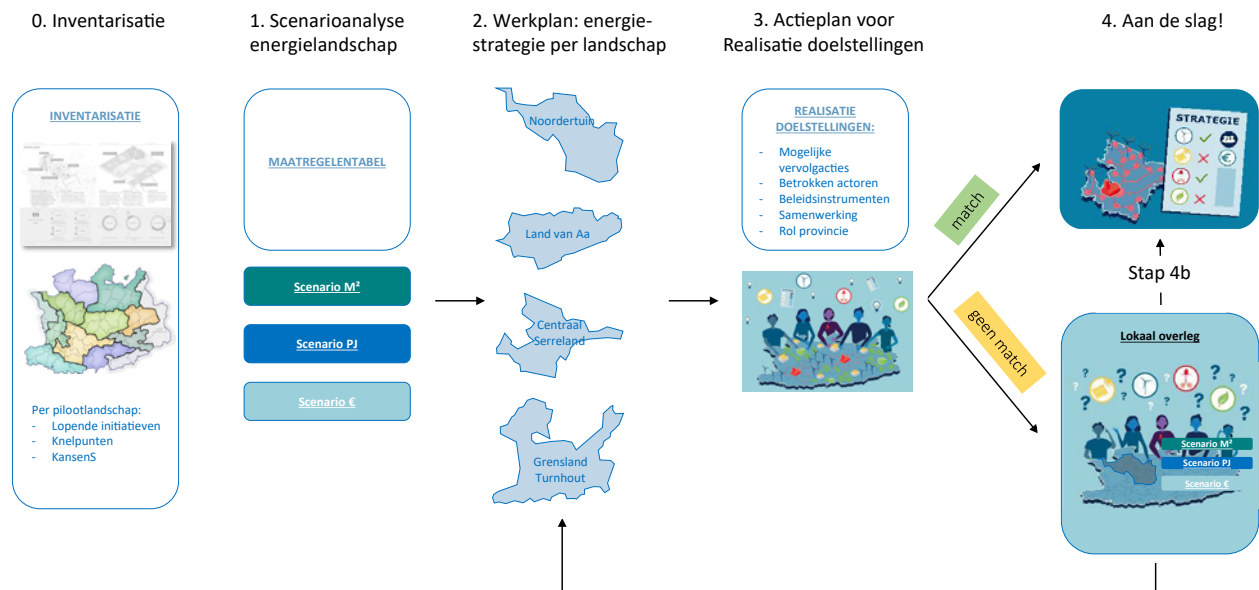 0. Inventarisatie
1. Scenarioanalyse
energielandschap
2. Werkplan: energie-
strategie per landschap
3. Actieplan voor
Realisatie doelstellingen
4. Aan de slag!
INVENTARISATIE
Per pilootlandschap:
- Lopende initiatieven
- Knelpunten
- KansenS
MAATREGELENTABEL
Scenario M²
Scenario PJ
Scenario €
Noordertuin
Land van Aa
Centraal
Serreland
Grensland
Turnhout
REALISATIE
DOELSTELLINGEN:
- Mogelijke
vervolgacties
- Betrokken actoren
- Beleidsinstrumenten
- Samenwerking
- Rol provincie
match
geen match
STRATEGIE
Stap 4b
Lokaal overleg
Scenario M²
Scenario PJ
Scenario €